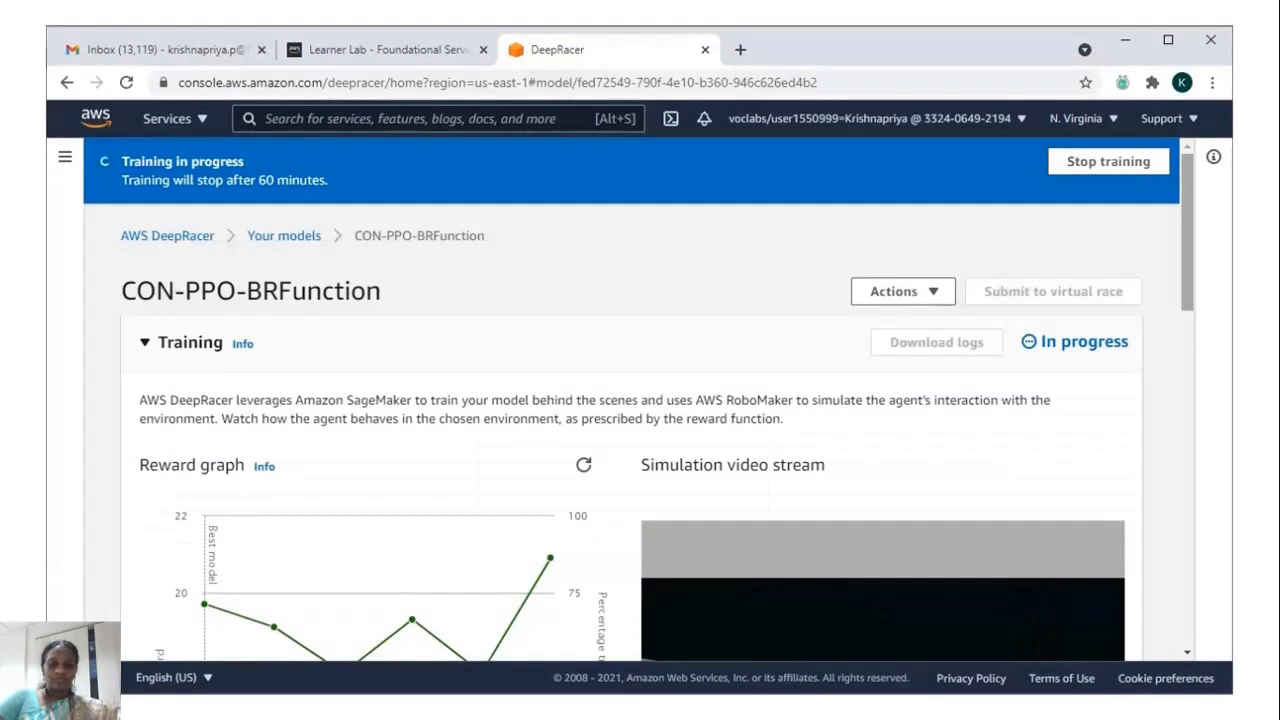 Inbox (13,119) - krishnapriya.p@
Learner Lab - Foundational Serv
DeepRacer
console.aws.amazon.com/deepracer/home?region=us-east-1#model/fed72549-790f-4e10-b360-946c626ed4b2
K
aws
Services
Search for services, features, blogs, docs, and more
[Alt+S]
voclabs/user1550999=Krishnapriya @ 3324-0649-2194
N. Virginia
Support
Training in progress
Training will stop after 60 minutes.
Stop training
AWS DeepRacer
Your models
CON-PPO-BRFunction
CON-PPO-BRFunction
Actions
Submit to virtual race
Training
Info
Download logs
In progress
AWS DeepRacer leverages Amazon SageMaker to train your model behind the scenes and uses AWS RoboMaker to simulate the agent's interaction with the
environment. Watch how the agent behaves in the chosen environment, as prescribed by the reward function.
Reward graph
Info
Simulation video stream
22
100
Best model
20
75
Percentage
English (US)
© 2008 - 2021, Amazon Web Services, Inc. or its affiliates. All rights reserved.
Privacy Policy
Terms of Use
Cookie preferences